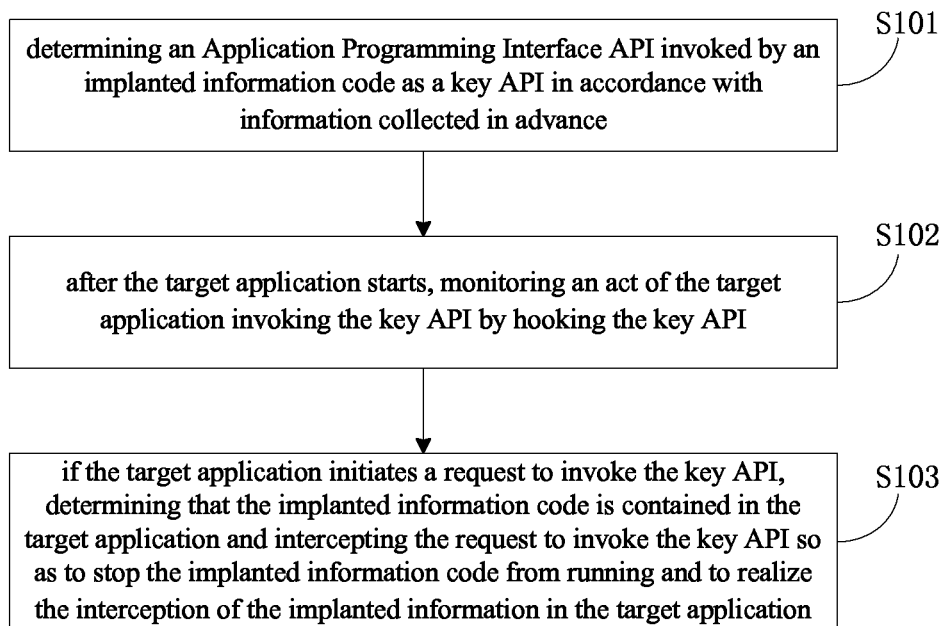 S101
determining an Application Programming Interface API invoked by an
implanted information code as a key API in accordance with
information collected in advance
S102
after the target application starts, monitoring an act of the target
application invoking the key API by hooking the key API
S103
if the target application initiates a request to invoke the key API,
determining that the implanted information code is contained in the
target application and intercepting the request to invoke the key API so
as to stop the implanted information code from running and to realize
the interception of the implanted information in the target application